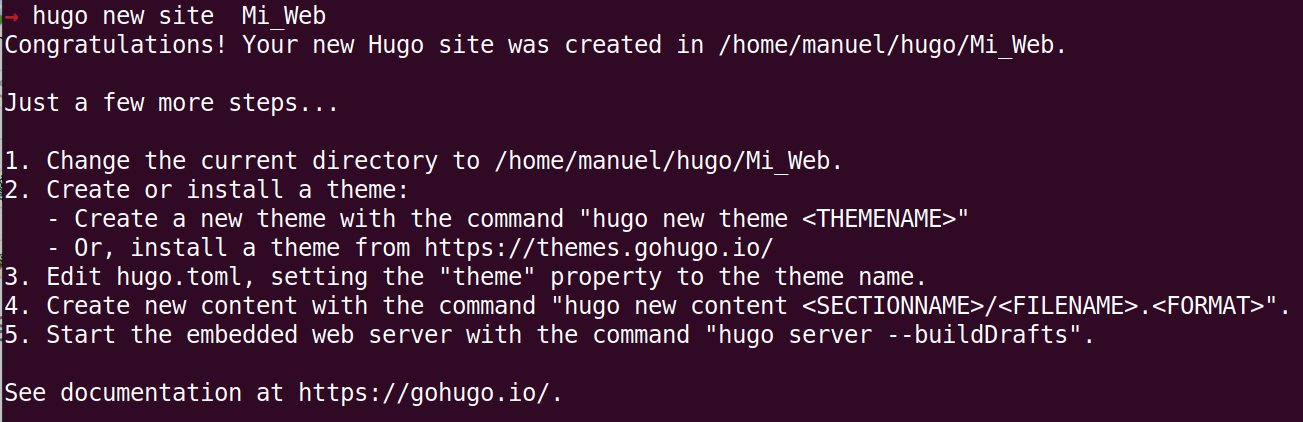 → hugo new site  Mi_Web
Congratulations! Your new Hugo site was created in /home/manuel/hugo/Mi_Web.

Just a few more steps...

1. Change the current directory to /home/manuel/hugo/Mi_Web.
2. Create or install a theme:
   - Create a new theme with the command "hugo new theme <THEMENAME>"
   - Or, install a theme from https://themes.gohugo.io/
3. Edit hugo.toml, setting the "theme" property to the theme name.
4. Create new content with the command "hugo new content <SECTIONNAME>/<FILENAME>.<FORMAT>".
5. Start the embedded web server with the command "hugo server --buildDrafts".

See documentation at https://gohugo.io/.